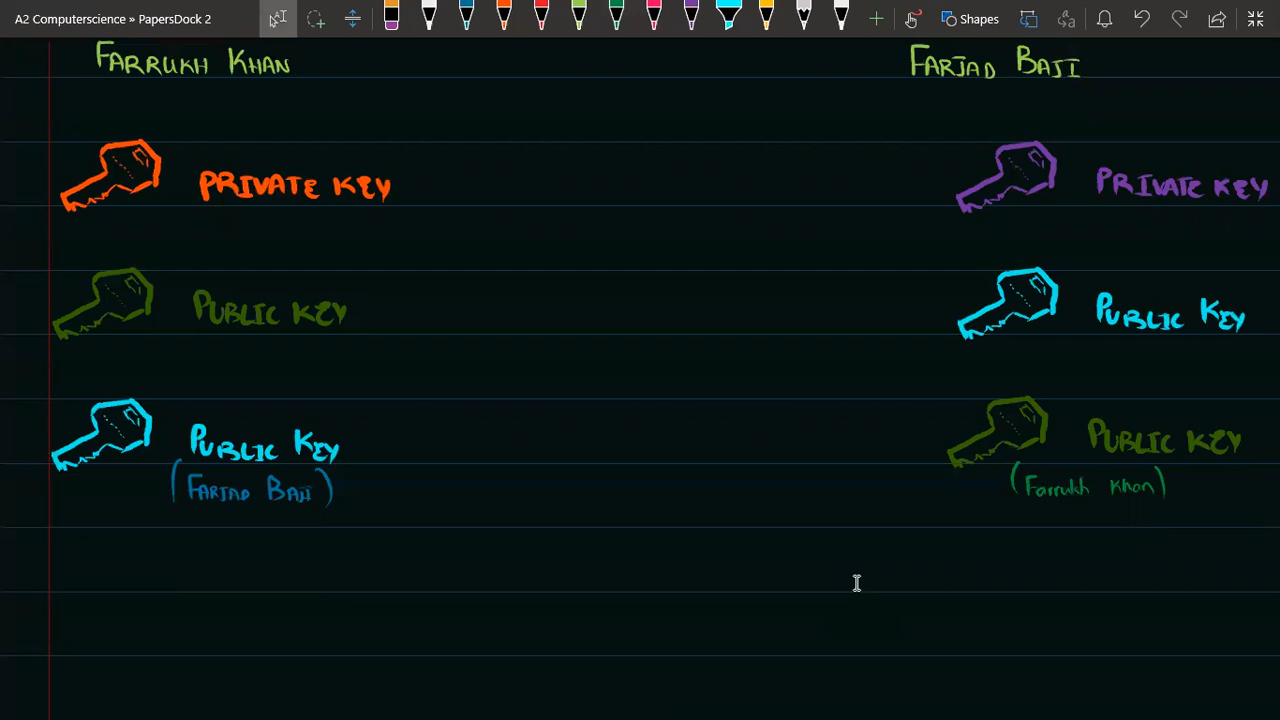 A2 Computerscience » PapersDock 2
Shapes
FARRUKH KHAN
FARJAD BAJI
PRIVATE KEY
PRIVATE KEY
PUBLIC KEY
PUBLIC KEY
PUBLIC KEY
(FARJAD BAJI)
PUBLIC KEY
(Farrukh Khan)